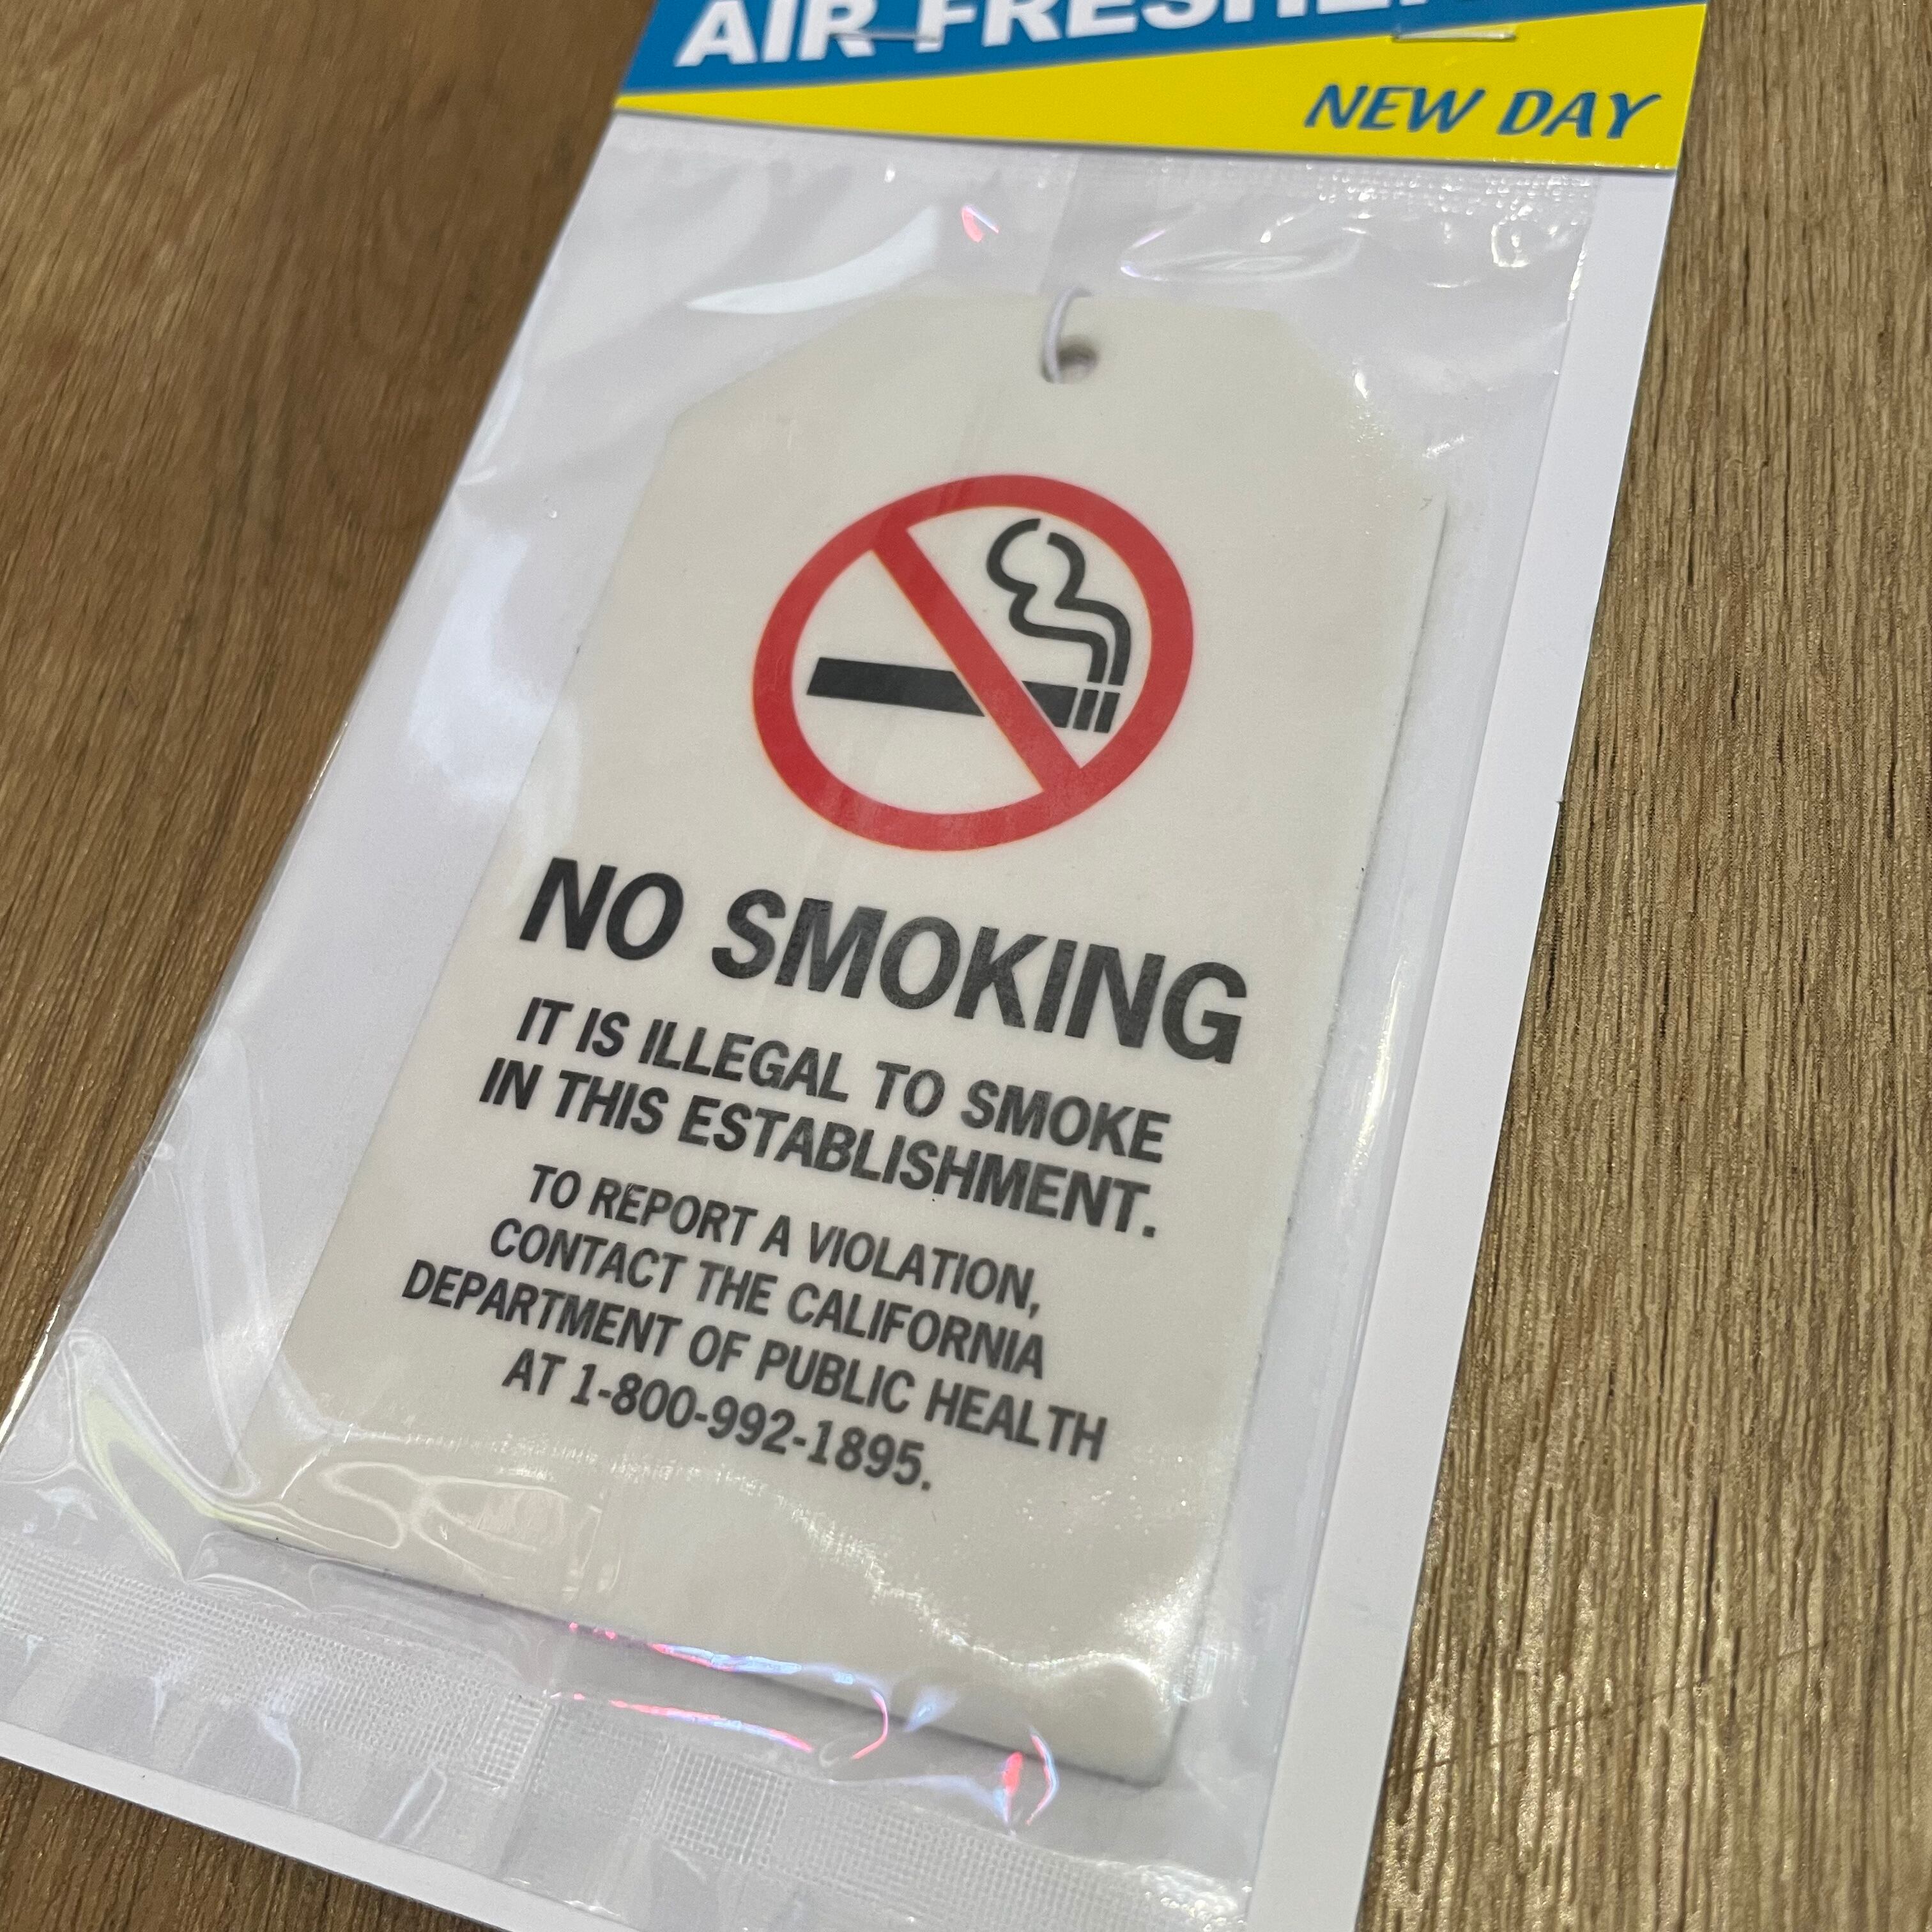 AIR FRESHENER
NEW DAY
NO SMOKING
IT IS ILLEGAL TO SMOKE
IN THIS ESTABLISHMENT.
TO REPORT A VIOLATION,
CONTACT THE CALIFORNIA
DEPARTMENT OF PUBLIC HEALTH
AT 1-800-992-1895.